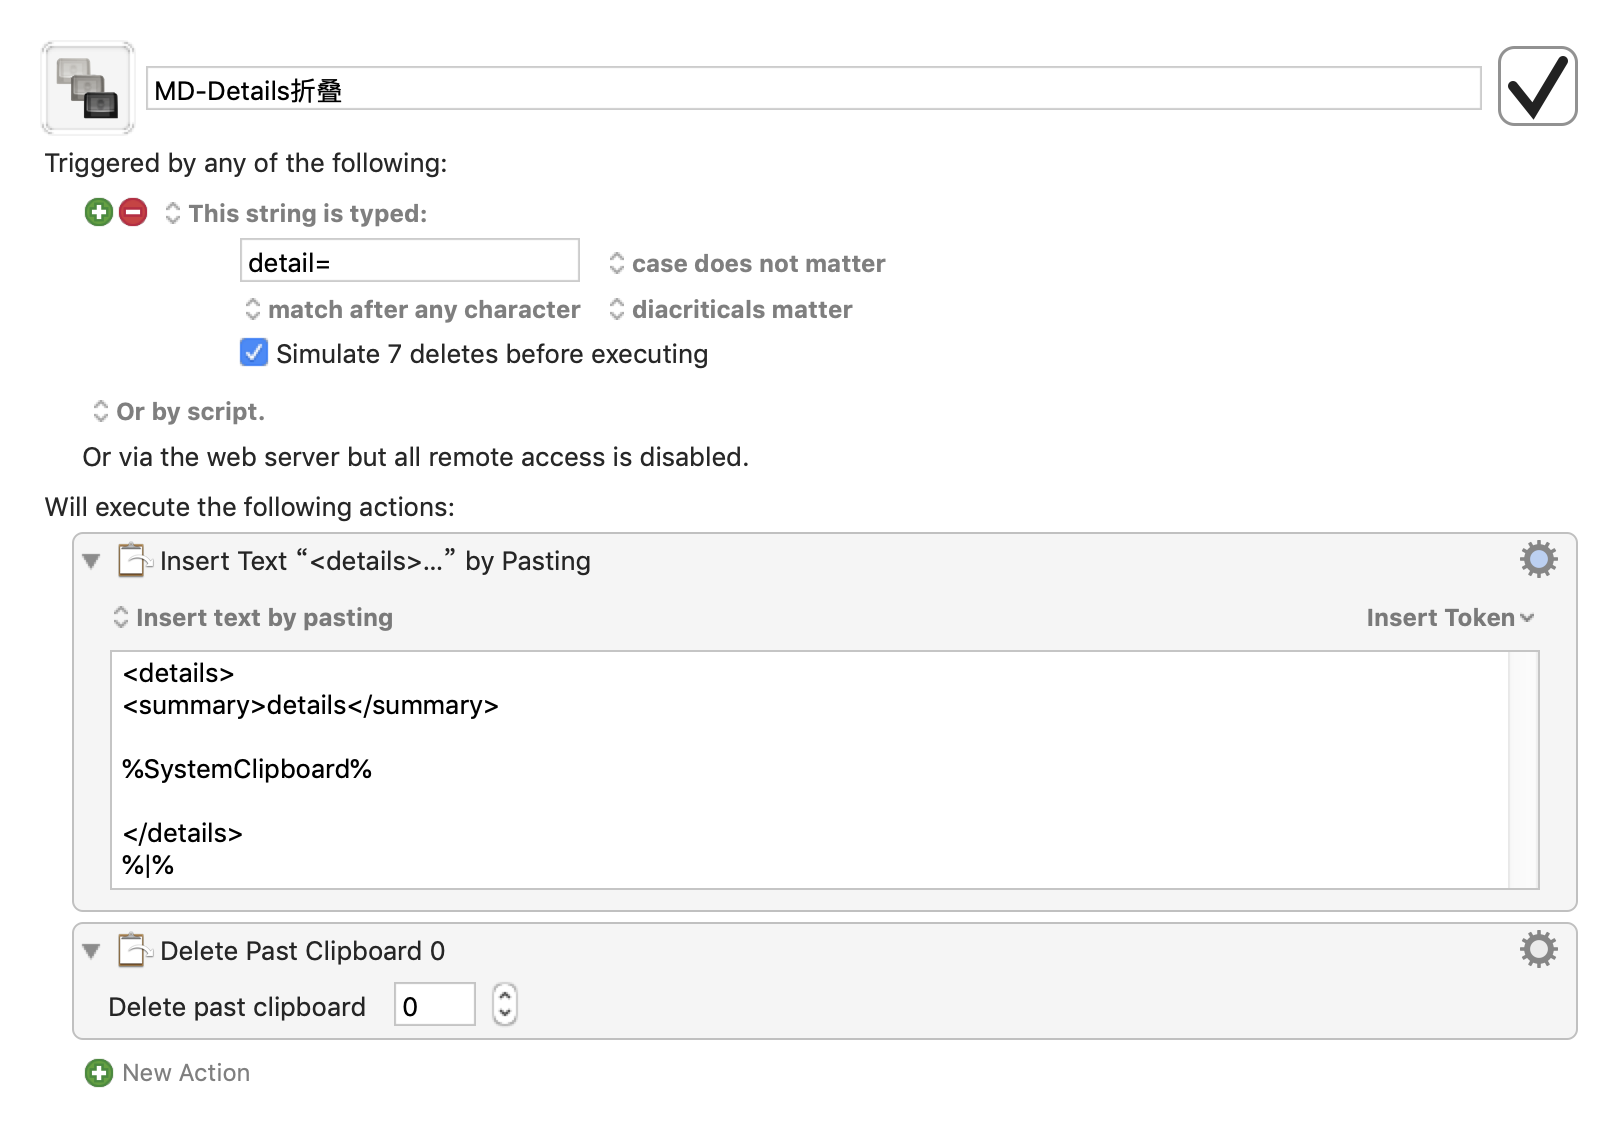 MD-Details折叠
Triggered by any of the following:
This string is typed:
detail=
case does not matter
match after any character
diacriticals matter
Simulate 7 deletes before executing
Or by script.
Or via the web server but all remote access is disabled.
Will execute the following actions:
Insert Text “<details>…” by Pasting
Insert text by pasting
Insert Token
<details>
<summary>details</summary>
%SystemClipboard%
</details>
%|%
Delete Past Clipboard 0
Delete past clipboard
0
New Action